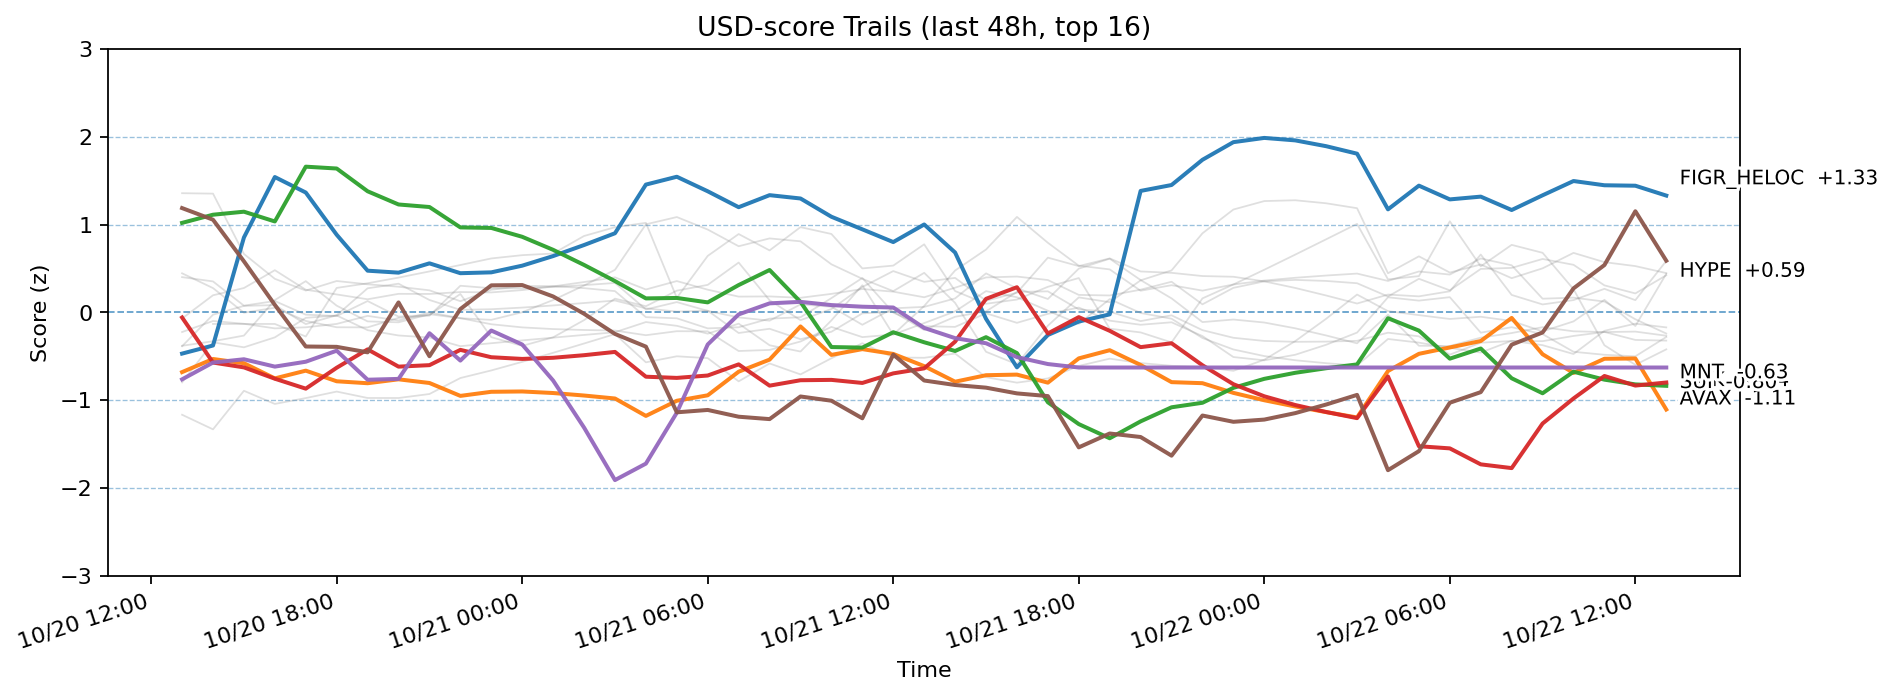 USD-score Trails (last 48h, top 16)
3
2
1
0
−1
−2
−3
Score (z)
FIGR_HELOC +1.33
HYPE +0.59
MNT -0.63
AVAX -1.11
10/20 12:00
10/20 18:00
10/21 00:00
10/21 06:00
10/21 12:00
10/21 18:00
10/22 00:00
10/22 06:00
10/22 12:00
Time